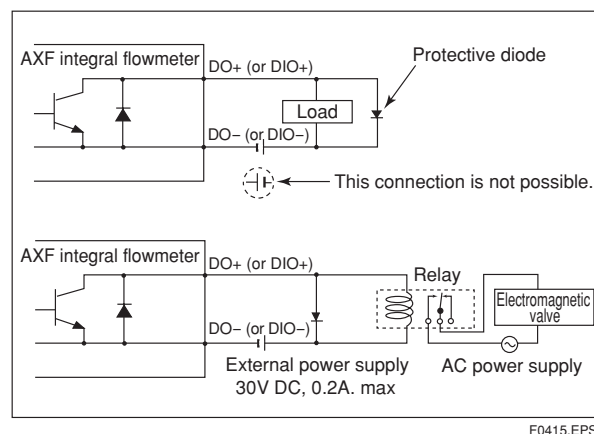 AXF integral flowmeter
DO+ (or DIO+)
Protective diode
Load
DO− (or DIO−)
This connection is not possible.
AXF integral flowmeter
DO+ (or DIO+)
Relay
Electromagnetic
valve
DO− (or DIO−)
External power supply
30V DC, 0.2A. max
AC power supply
F0415.EPS